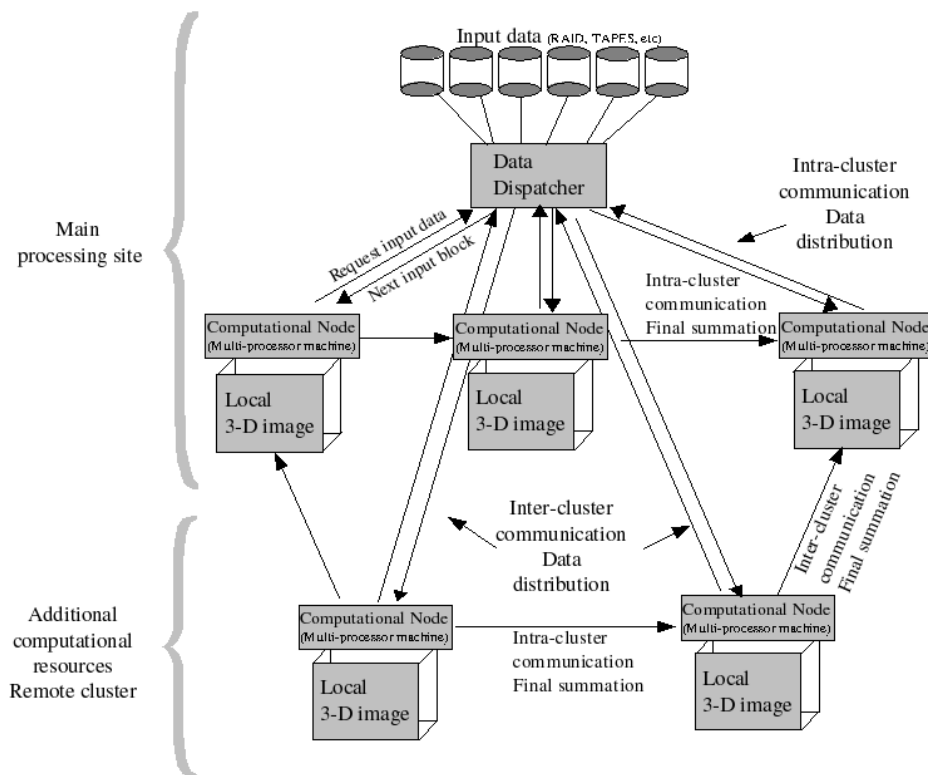 Input data (RAID, TAPES, etc)
Data
Dispatcher
Intra-cluster
communication
Data
distribution
Main
processing site
Request input data
Next input block
Intra-cluster
communication
Final summation
Computational Node
(Multi-processor machine)
Computational Node
(Multi-processor machine)
Computational Node
(Multi-processor machine)
Local
3-D image
Local
3-D image
Local
3-D image
Inter-cluster
communication
Data
distribution
Inter-cluster
communication
Final summation
Additional
computational
resources
Remote cluster
Computational Node
(Multi-processor machine)
Computational Node
(Multi-processor machine)
Intra-cluster
communication
Final summation
Local
3-D image
Local
3-D image